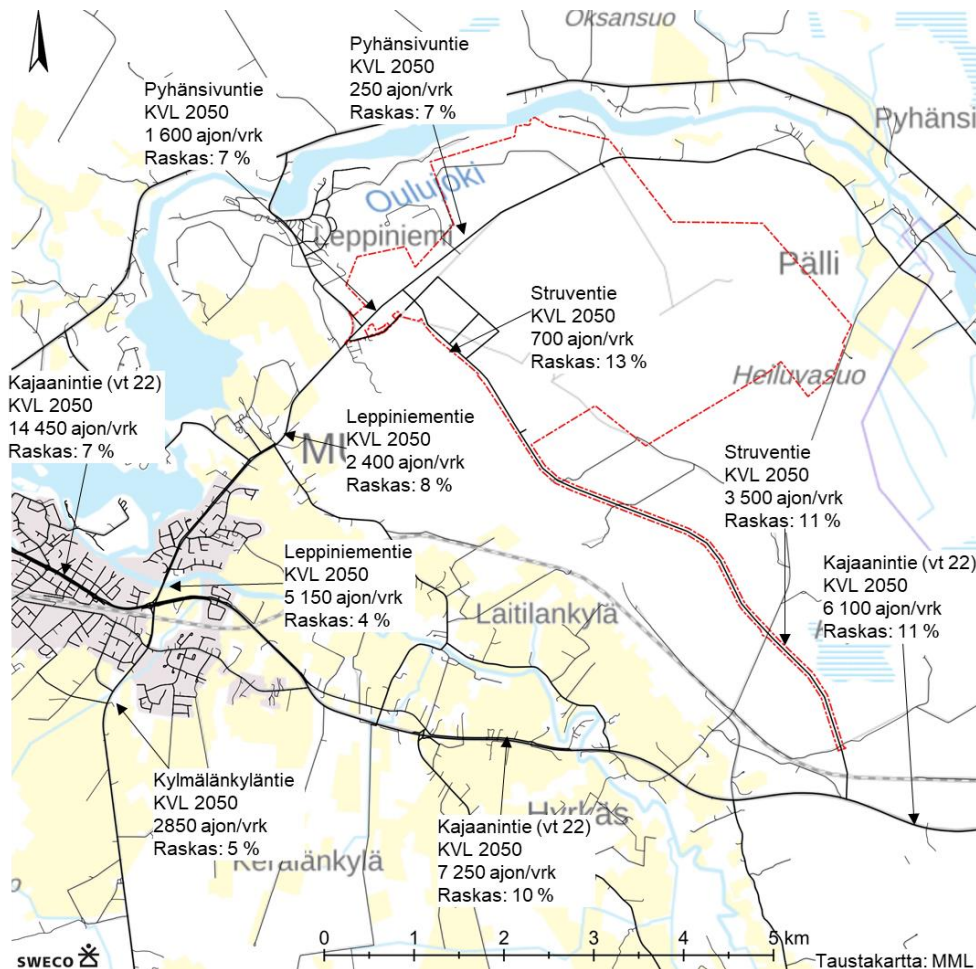 Oksansuo
Pyhänsivuntie
KVL 2050
250 ajon/vrk
Raskas: 7 %
Pyhänsivuntie
KVL 2050
1 600 ajon/vrk
Raskas: 7 %
Pyhänsi
Oulujoki
Leppiniemi
Pälli
Struventie
KVL 2050
700 ajon/vrk
Raskas: 13 %
Heiluvasuo
Kajaanintie (vt 22)
KVL 2050
14 450 ajon/vrk
Raskas: 7 %
Leppiniementie
KVL 2050
2 400 ajon/vrk
Raskas: 8 %
Struventie
KVL 2050
3 500 ajon/vrk
Raskas: 11 %
Leppiniementie
KVL 2050
5 150 ajon/vrk
Raskas: 4 %
Kajaanintie (vt 22)
KVL 2050
6 100 ajon/vrk
Raskas: 11 %
Laitilankylä
Kylmälänkyläntie
KVL 2050
2850 ajon/vrk
Raskas: 5 %
Hyrkäs
Kajaanintie (vt 22)
KVL 2050
7 250 ajon/vrk
Raskas: 10 %
Keralänkylä
0 1 2 3 4 5 km
SWECO
Taustakartta: MML